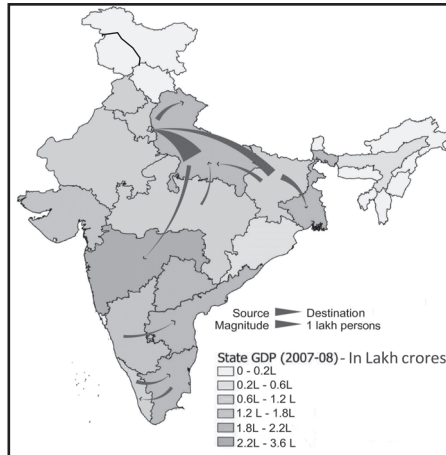 Source Destination
Magnitude 1 lakh persons
State GDP (2007-08) - In Lakh crores
0 - 0.2L
0.2L - 0.6L
0.6L - 1.2 L
1.2 L - 1.8L
1.8L - 2.2L
2.2L - 3.6 L